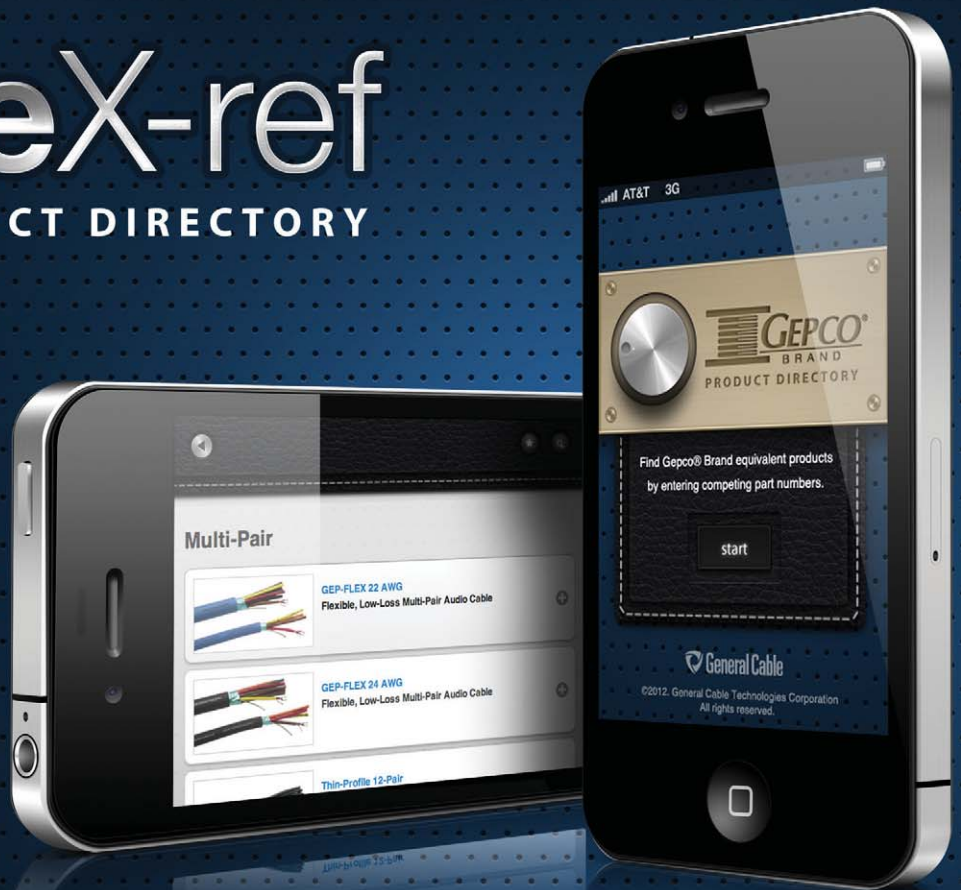 eX-ref
CT DIRECTORY
AT&T 3G
GEPCO®
BRAND
PRODUCT DIRECTORY
Find Gepco® Brand equivalent products
by entering competing part numbers.
start
General Cable
©2012. General Cable Technologies Corporation
All rights reserved.
Multi-Pair
GEP-FLEX 22 AWG
Flexible, Low-Loss Multi-Pair Audio Cable
GEP-FLEX 24 AWG
Flexible, Low-Loss Multi-Pair Audio Cable
Thin-Profile 12-Pair